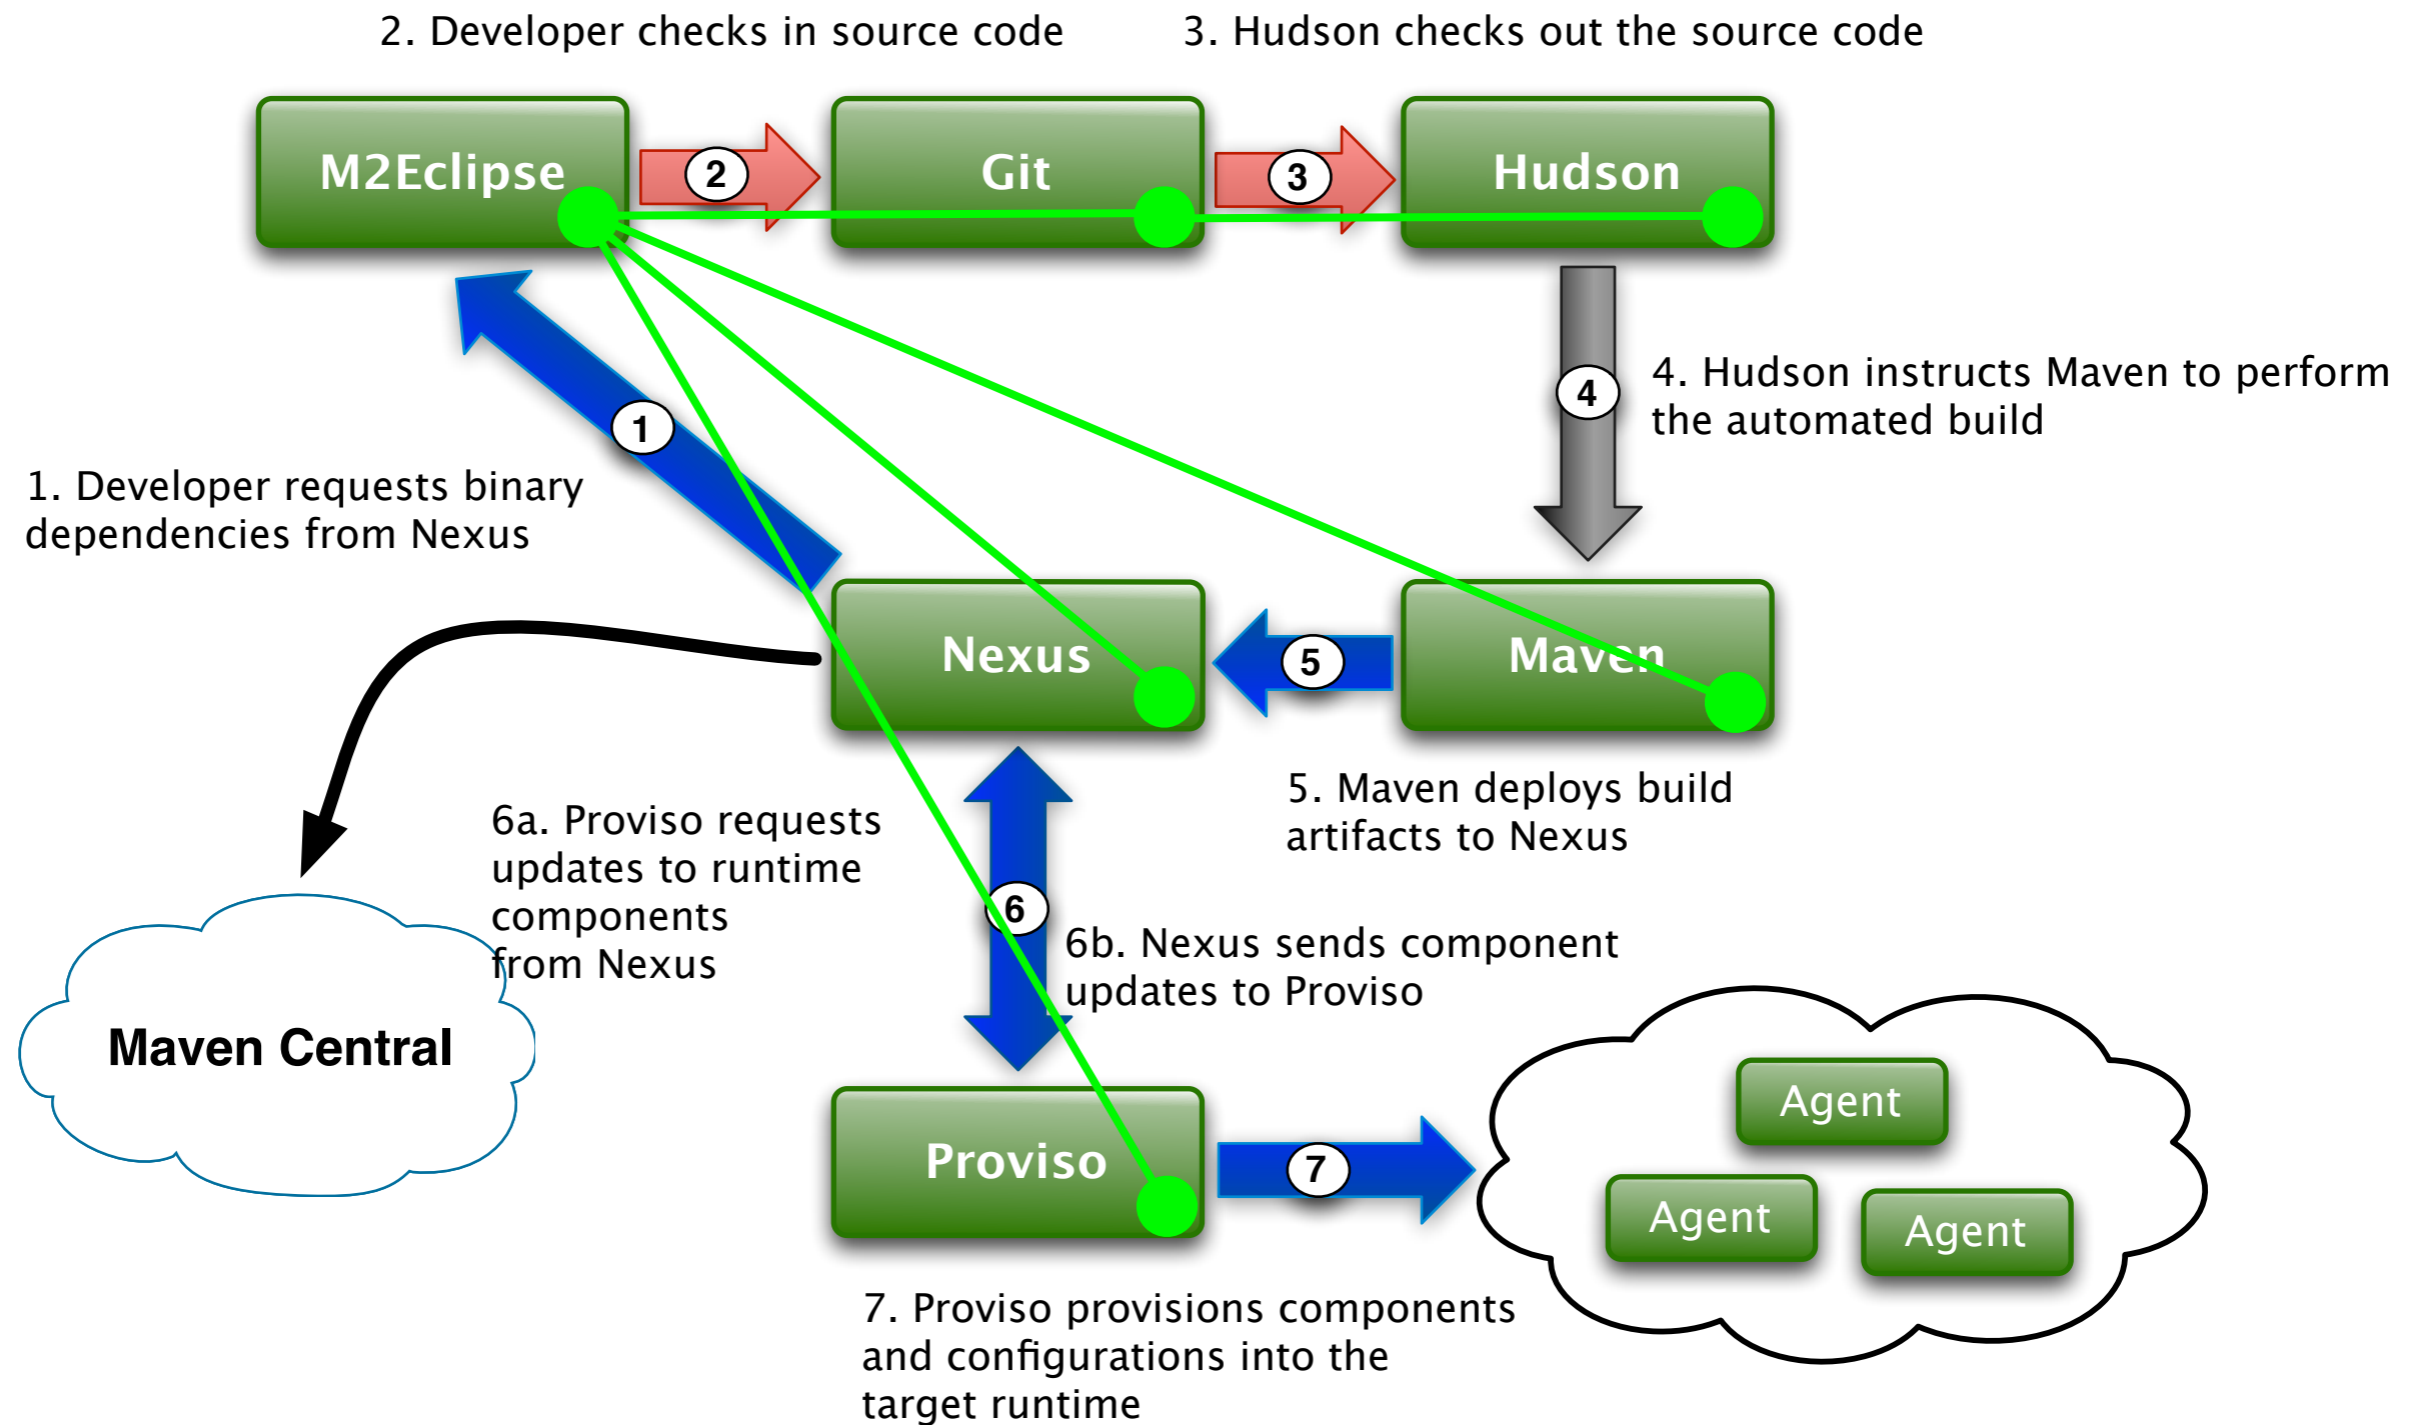 2. Developer checks in source code
3. Hudson checks out the source code
M2Eclipse
2
Git
3
Hudson
4. Hudson instructs Maven to perform
the automated build
4
1
1. Developer requests binary
dependencies from Nexus
Nexus
5
Maven
5. Maven deploys build
artifacts to Nexus
6a. Proviso requests
updates to runtime
components
from Nexus
6
6b. Nexus sends component
updates to Proviso
Maven Central
Proviso
7
Agent
Agent
Agent
7. Proviso provisions components
and configurations into the
target runtime